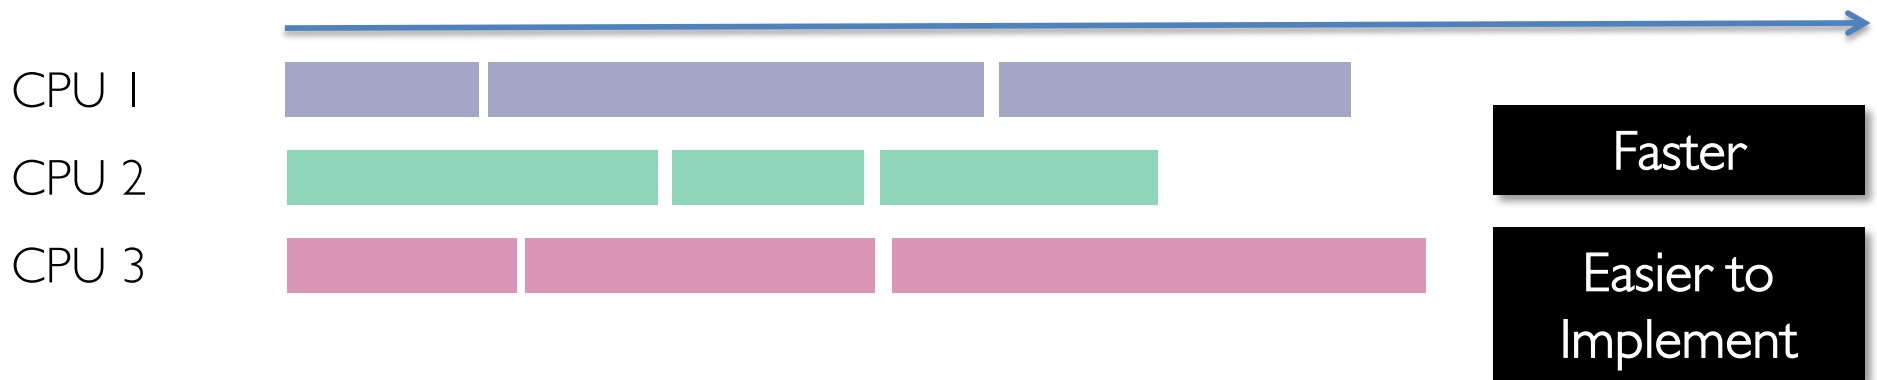 CPU 1
CPU 2
CPU 3
Faster
Easier to
Implement